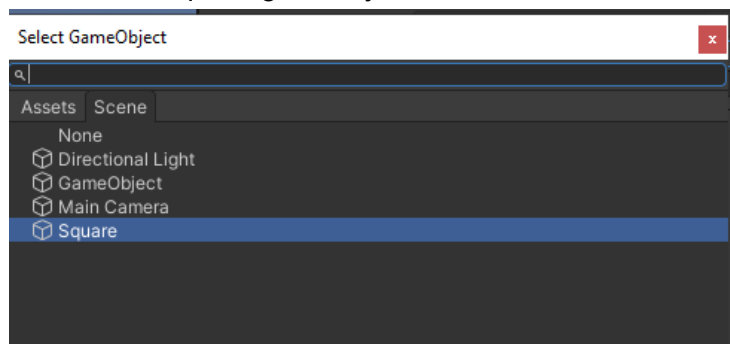 Select GameObject
x
Assets Scene
None
Directional Light
GameObject
Main Camera
Square